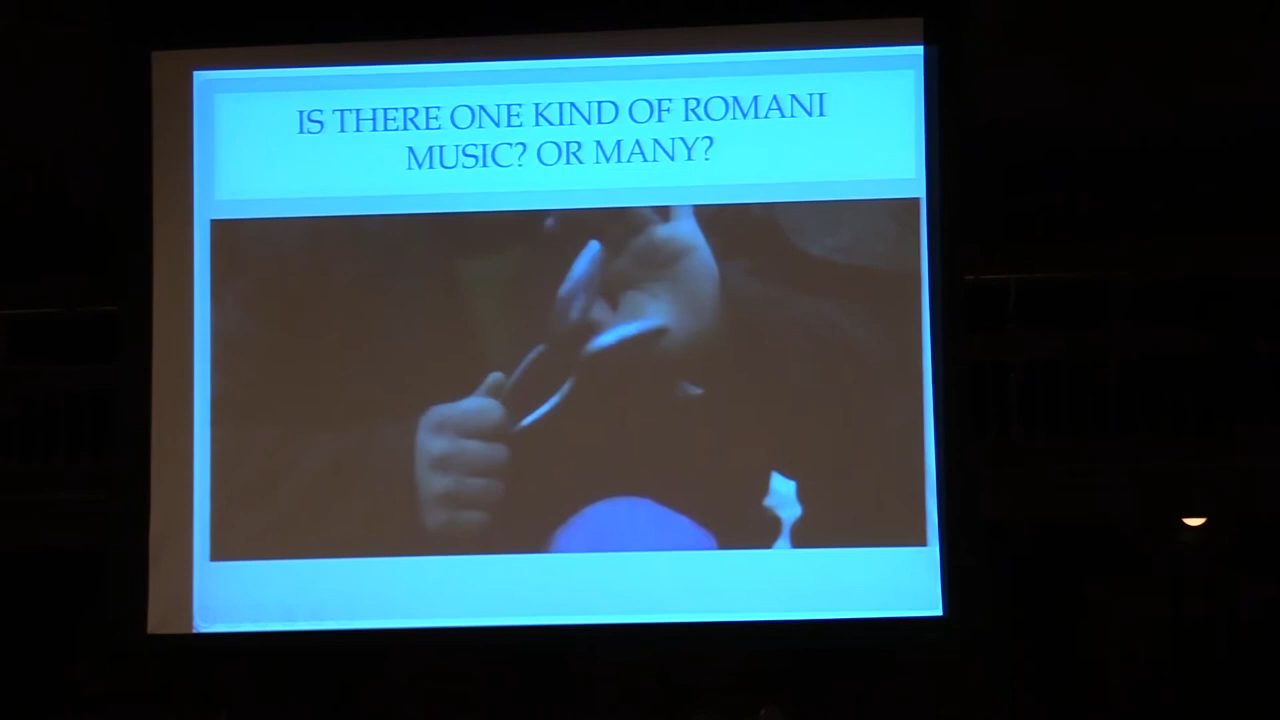 IS THERE ONE KIND OF ROMANI
MUSIC? OR MANY?